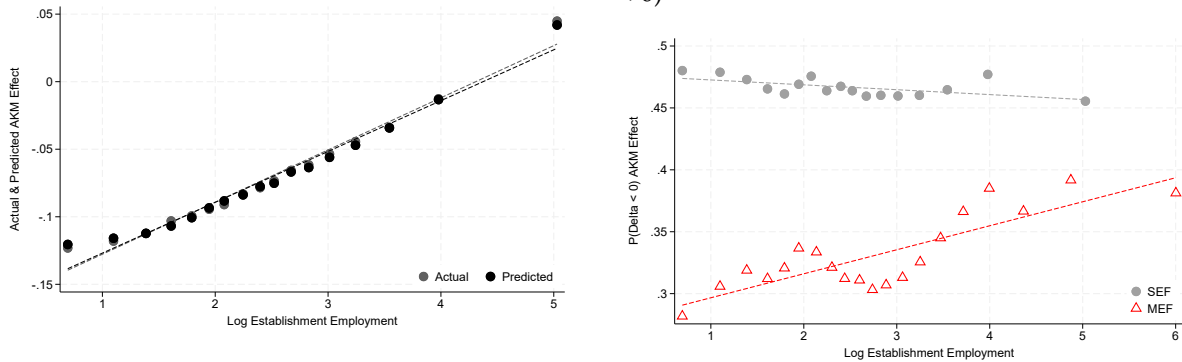 .05
0
-.05
-.1
-.15
Actual & Predicted AKM Effect
Actual
Predicted
1
2
3
4
5
Log Establishment Employment
.5
.45
.4
.35
.3
P(Delta < 0) AKM Effect
SEF
MEF
1
2
3
4
5
6
Log Establishment Employment